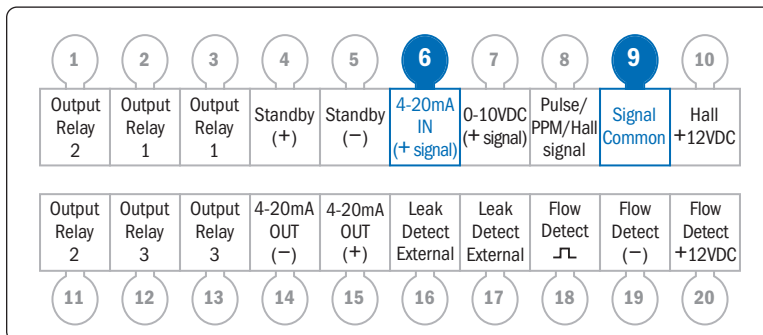 1 2 3 4 5 6 7 8 9 10
Output Relay 2
Output Relay 1
Output Relay 1
Standby (+)
Standby (−)
4-20mA IN (+ signal)
0-10VDC (+ signal)
Pulse/ PPM/Hall signal
Signal Common
Hall +12VDC
Output Relay 2
Output Relay 3
Output Relay 3
4-20mA OUT (−)
4-20mA OUT (+)
Leak Detect External
Leak Detect External
Flow Detect
Flow Detect (−)
Flow Detect +12VDC
11 12 13 14 15 16 17 18 19 20